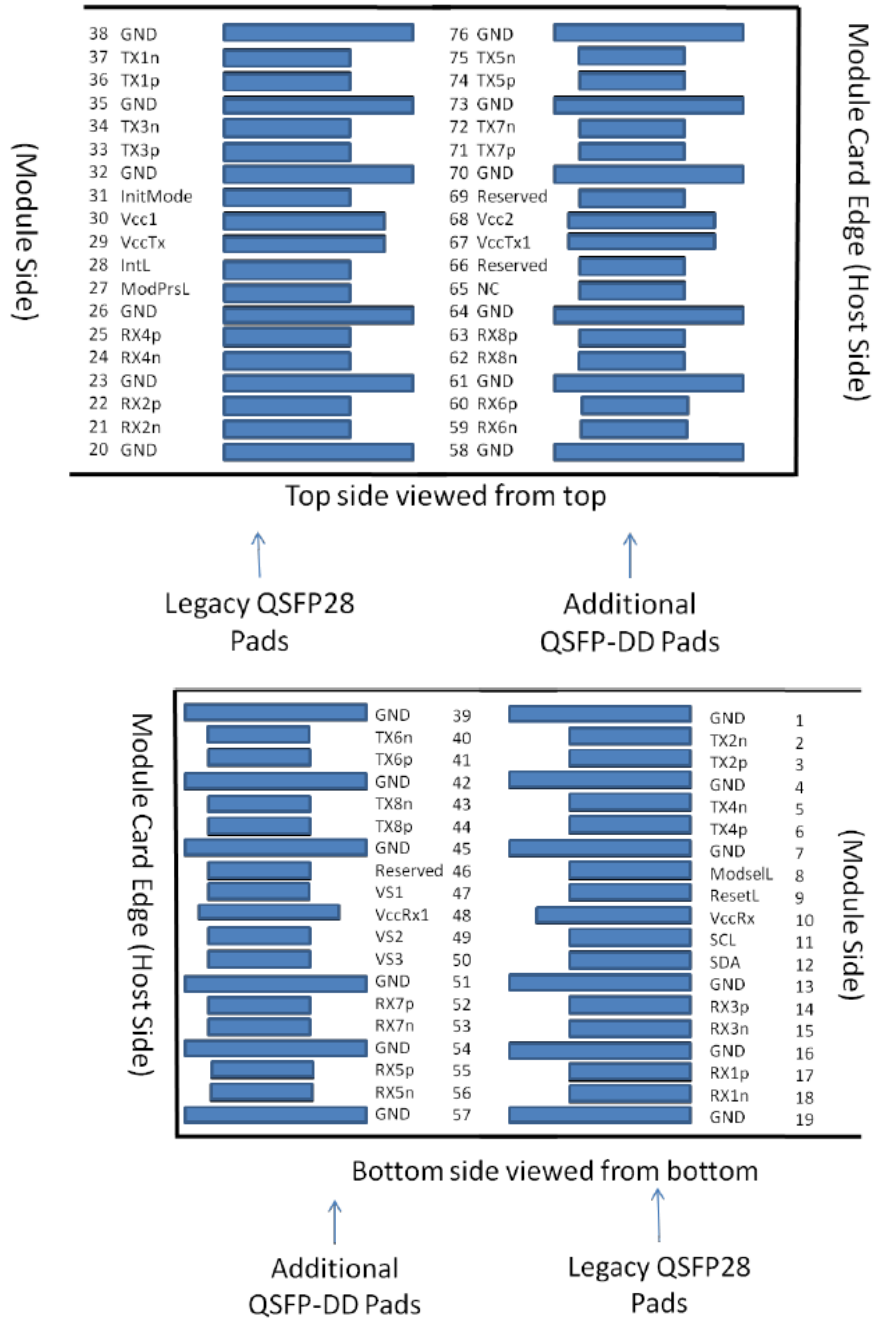 38 GND 76 GND
37 TX1n 75 TX5n
36 TX1p 74 TX5p
35 GND 73 GND
34 TX3n 72 TX7n
33 TX3p 71 TX7p
32 GND 70 GND
31 InitMode 69 Reserved
30 Vcc1 68 Vcc2
29 VccTx 67 VccTx1
28 IntL 66 Reserved
27 ModPrsL 65 NC
26 GND 64 GND
25 RX4p 63 RX8p
24 RX4n 62 RX8n
23 GND 61 GND
22 RX2p 60 RX6p
21 RX2n 59 RX6n
20 GND 58 GND
(Module Side)
Module Card Edge (Host Side)
Top side viewed from top
Legacy QSFP28
Pads
Additional
QSFP-DD Pads
Module Card Edge (Host Side)
GND 39 GND 1
TX6n 40 TX2n 2
TX6p 41 TX2p 3
GND 42 GND 4
TX8n 43 TX4n 5
TX8p 44 TX4p 6
GND 45 GND 7
Reserved 46 ModselL 8
VS1 47 ResetL 9
VccRx1 48 VccRx 10
VS2 49 SCL 11
VS3 50 SDA 12
GND 51 GND 13
RX7p 52 RX3p 14
RX7n 53 RX3n 15
GND 54 GND 16
RX5p 55 RX1p 17
RX5n 56 RX1n 18
GND 57 GND 19
(Module Side)
Bottom side viewed from bottom
Additional
QSFP-DD Pads
Legacy QSFP28
Pads